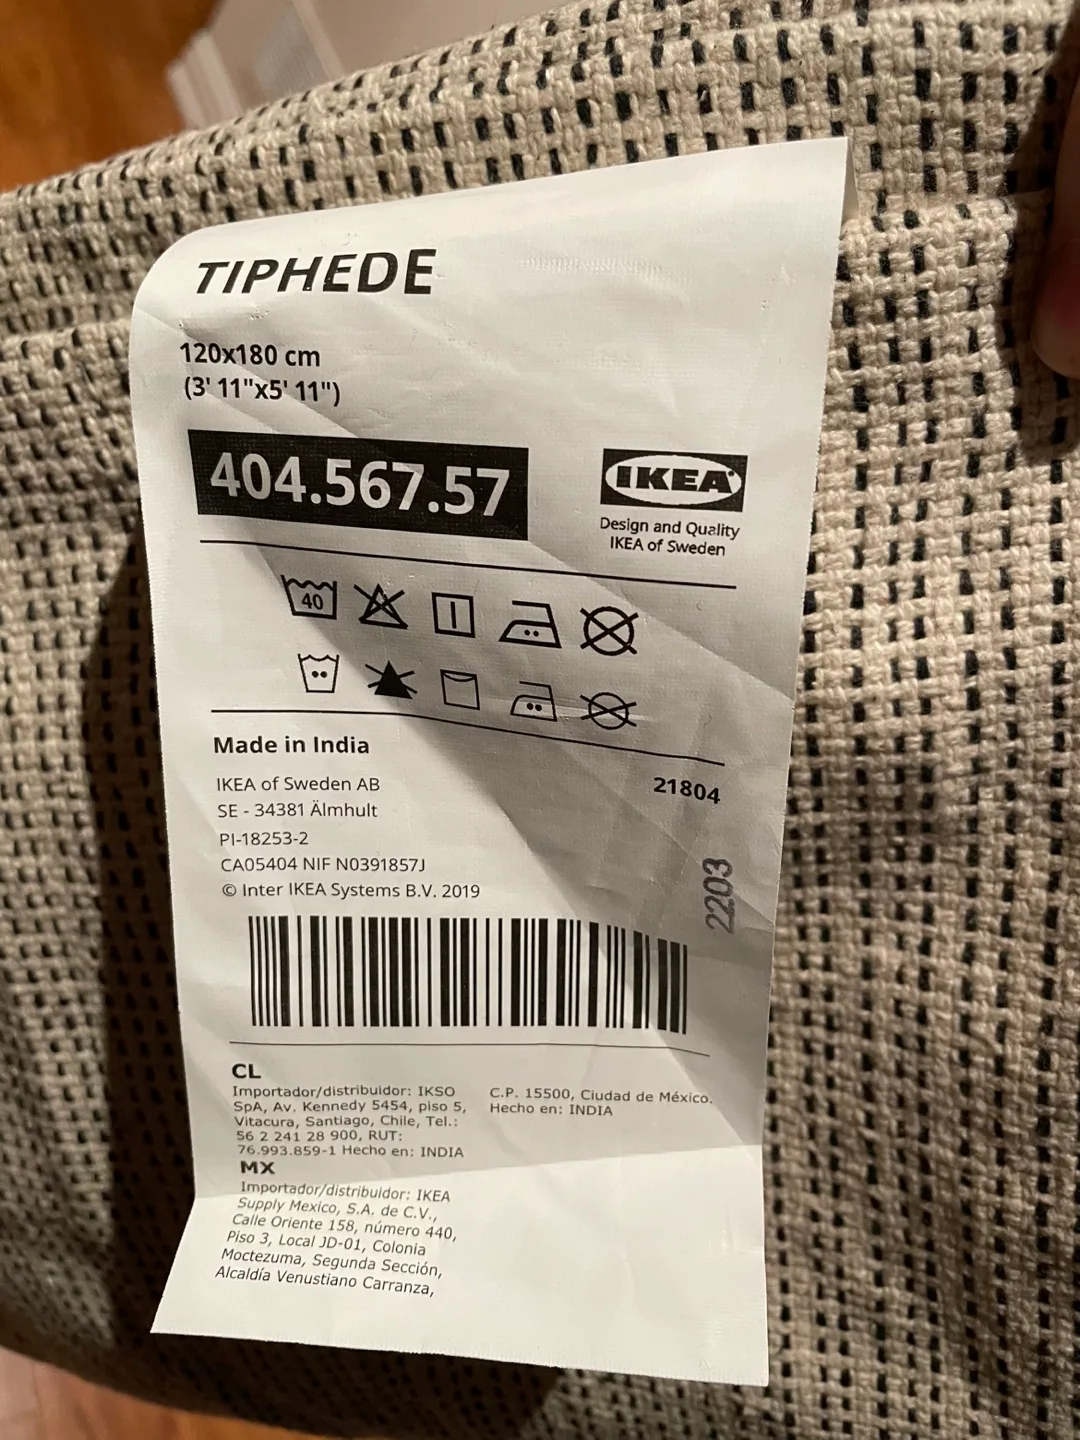 TIPHEDE
120x180 cm
(3' 11"x5' 11")
404.567.57
IKEA
Design and Quality
IKEA of Sweden
40
Made in India
21804
IKEA of Sweden AB
SE - 34381 Älmhult
PI-18253-2
CA05404 NIF N0391857J
© Inter IKEA Systems B.V. 2019
2203
CL
Importador/distribuidor: IKSO
SpA, Av. Kennedy 5454, piso 5,
Vitacura, Santiago, Chile, Tel.:
56 2 241 28 900, RUT:
76.993.859-1 Hecho en: INDIA
MX
Importador/distribuidor: IKEA
Supply Mexico, S.A. de C.V.,
Calle Oriente 158, número 440,
Piso 3, Local JD-01, Colonia
Moctezuma, Segunda Sección,
Alcaldía Venustiano Carranza,
C.P. 15500, Ciudad de México.
Hecho en: INDIA